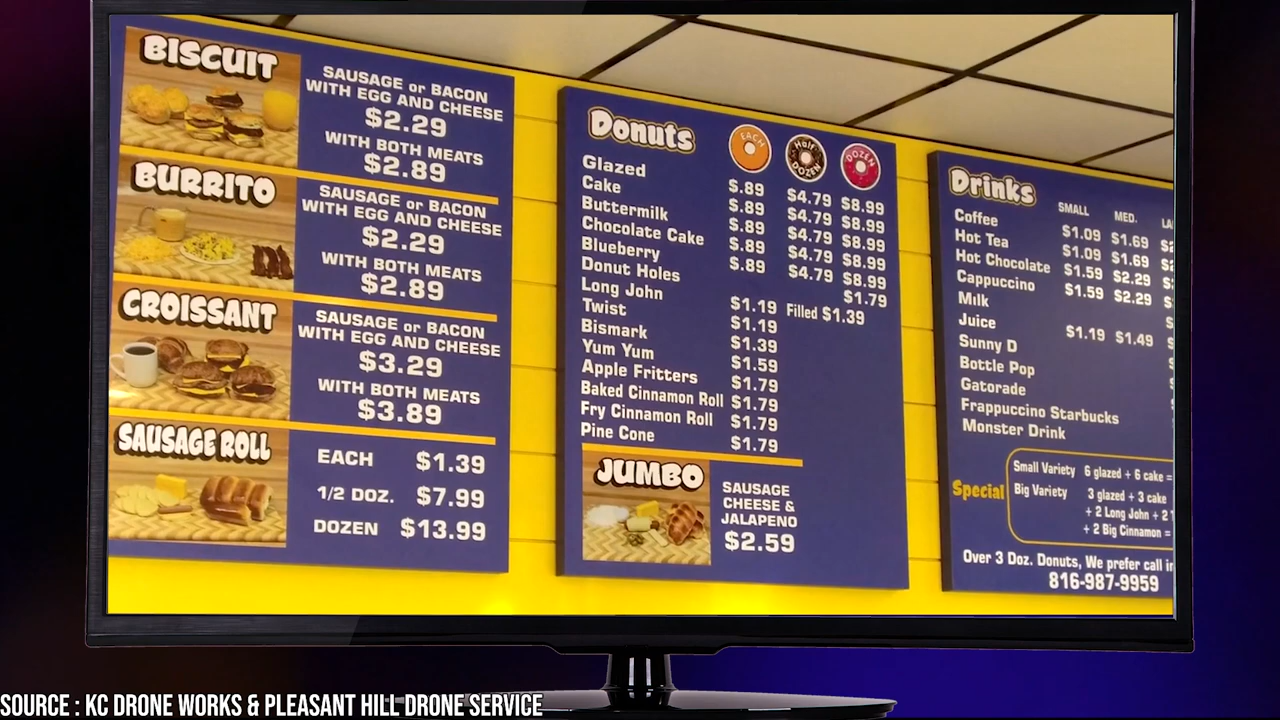 BISCUIT
SAUSAGE or BACON
WITH EGG AND CHEESE
$2.29
WITH BOTH MEATS
$2.89
BURRITO
SAUSAGE or BACON
WITH EGG AND CHEESE
$2.29
WITH BOTH MEATS
$2.89
CROISSANT
SAUSAGE or BACON
WITH EGG AND CHEESE
$3.29
WITH BOTH MEATS
$3.89
SAUSAGE ROLL
EACH $1.39
1/2 DOZ. $7.99
DOZEN $13.99
Donuts EACH Half DOZEN DOZEN
Glazed $.89 $4.79 $8.99
Cake $.89 $4.79 $8.99
Buttermilk $.89 $4.79 $8.99
Chocolate Cake $.89 $4.79 $8.99
Blueberry $.89 $4.79 $8.99
Donut Holes $1.79
Long John $1.19 Filled $1.39
Twist $1.19
Bismark $1.39
Yum Yum $1.59
Apple Fritters $1.79
Baked Cinnamon Roll $1.79
Fry Cinnamon Roll $1.79
Pine Cone $1.79
JUMBO
SAUSAGE
CHEESE &
JALAPENO
$2.59
Drinks SMALL MED.
Coffee $1.09 $1.69
Hot Tea $1.09 $1.69
Hot Chocolate $1.59 $2.29
Cappuccino $1.59 $2.29
Milk
Juice $1.19 $1.49
Sunny D
Bottle Pop
Gatorade
Frappuccino Starbucks
Monster Drink
Special
Small Variety 6 glazed + 6 cake =
Big Variety 3 glazed + 3 cake
+ 2 Long John + 2
+ 2 Big Cinnamon =
Over 3 Doz. Donuts, We prefer call
816-987-9959
SOURCE : KC DRONE WORKS & PLEASANT HILL DRONE SERVICE